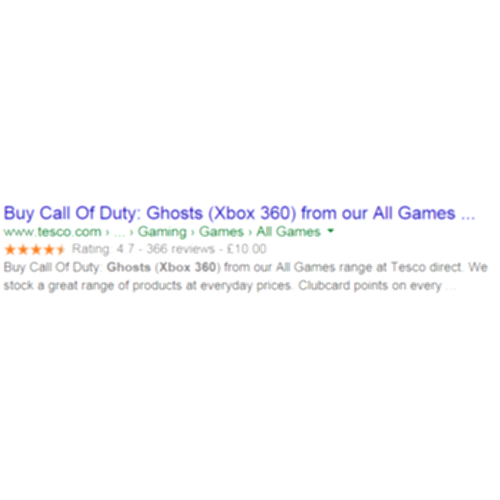 Buy Call Of Duty: Ghosts (Xbox 360) from our All Games ...
www.tesco.com › ... › Gaming › Games › All Games ▼
★★★★★ Rating: 4.7 - 366 reviews - £10.00
Buy Call Of Duty: Ghosts (Xbox 360) from our All Games range at Tesco direct. We
stock a great range of products at everyday prices. Clubcard points on every ...